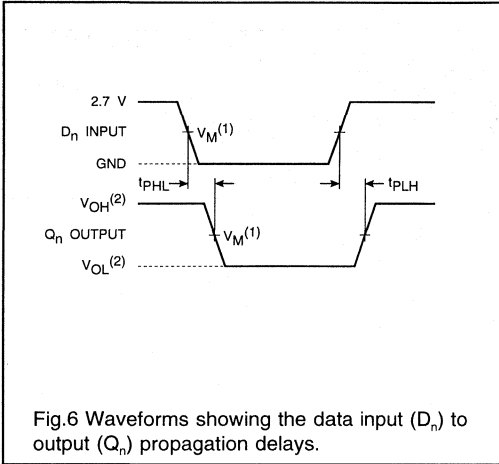 2.7 V
Dn INPUT
VM(1)
GND
tPHL
tPLH
VOH(2)
Qn OUTPUT
VM(1)
VOL(2)
Fig.6 Waveforms showing the data input (Dn) to
output (Qn) propagation delays.